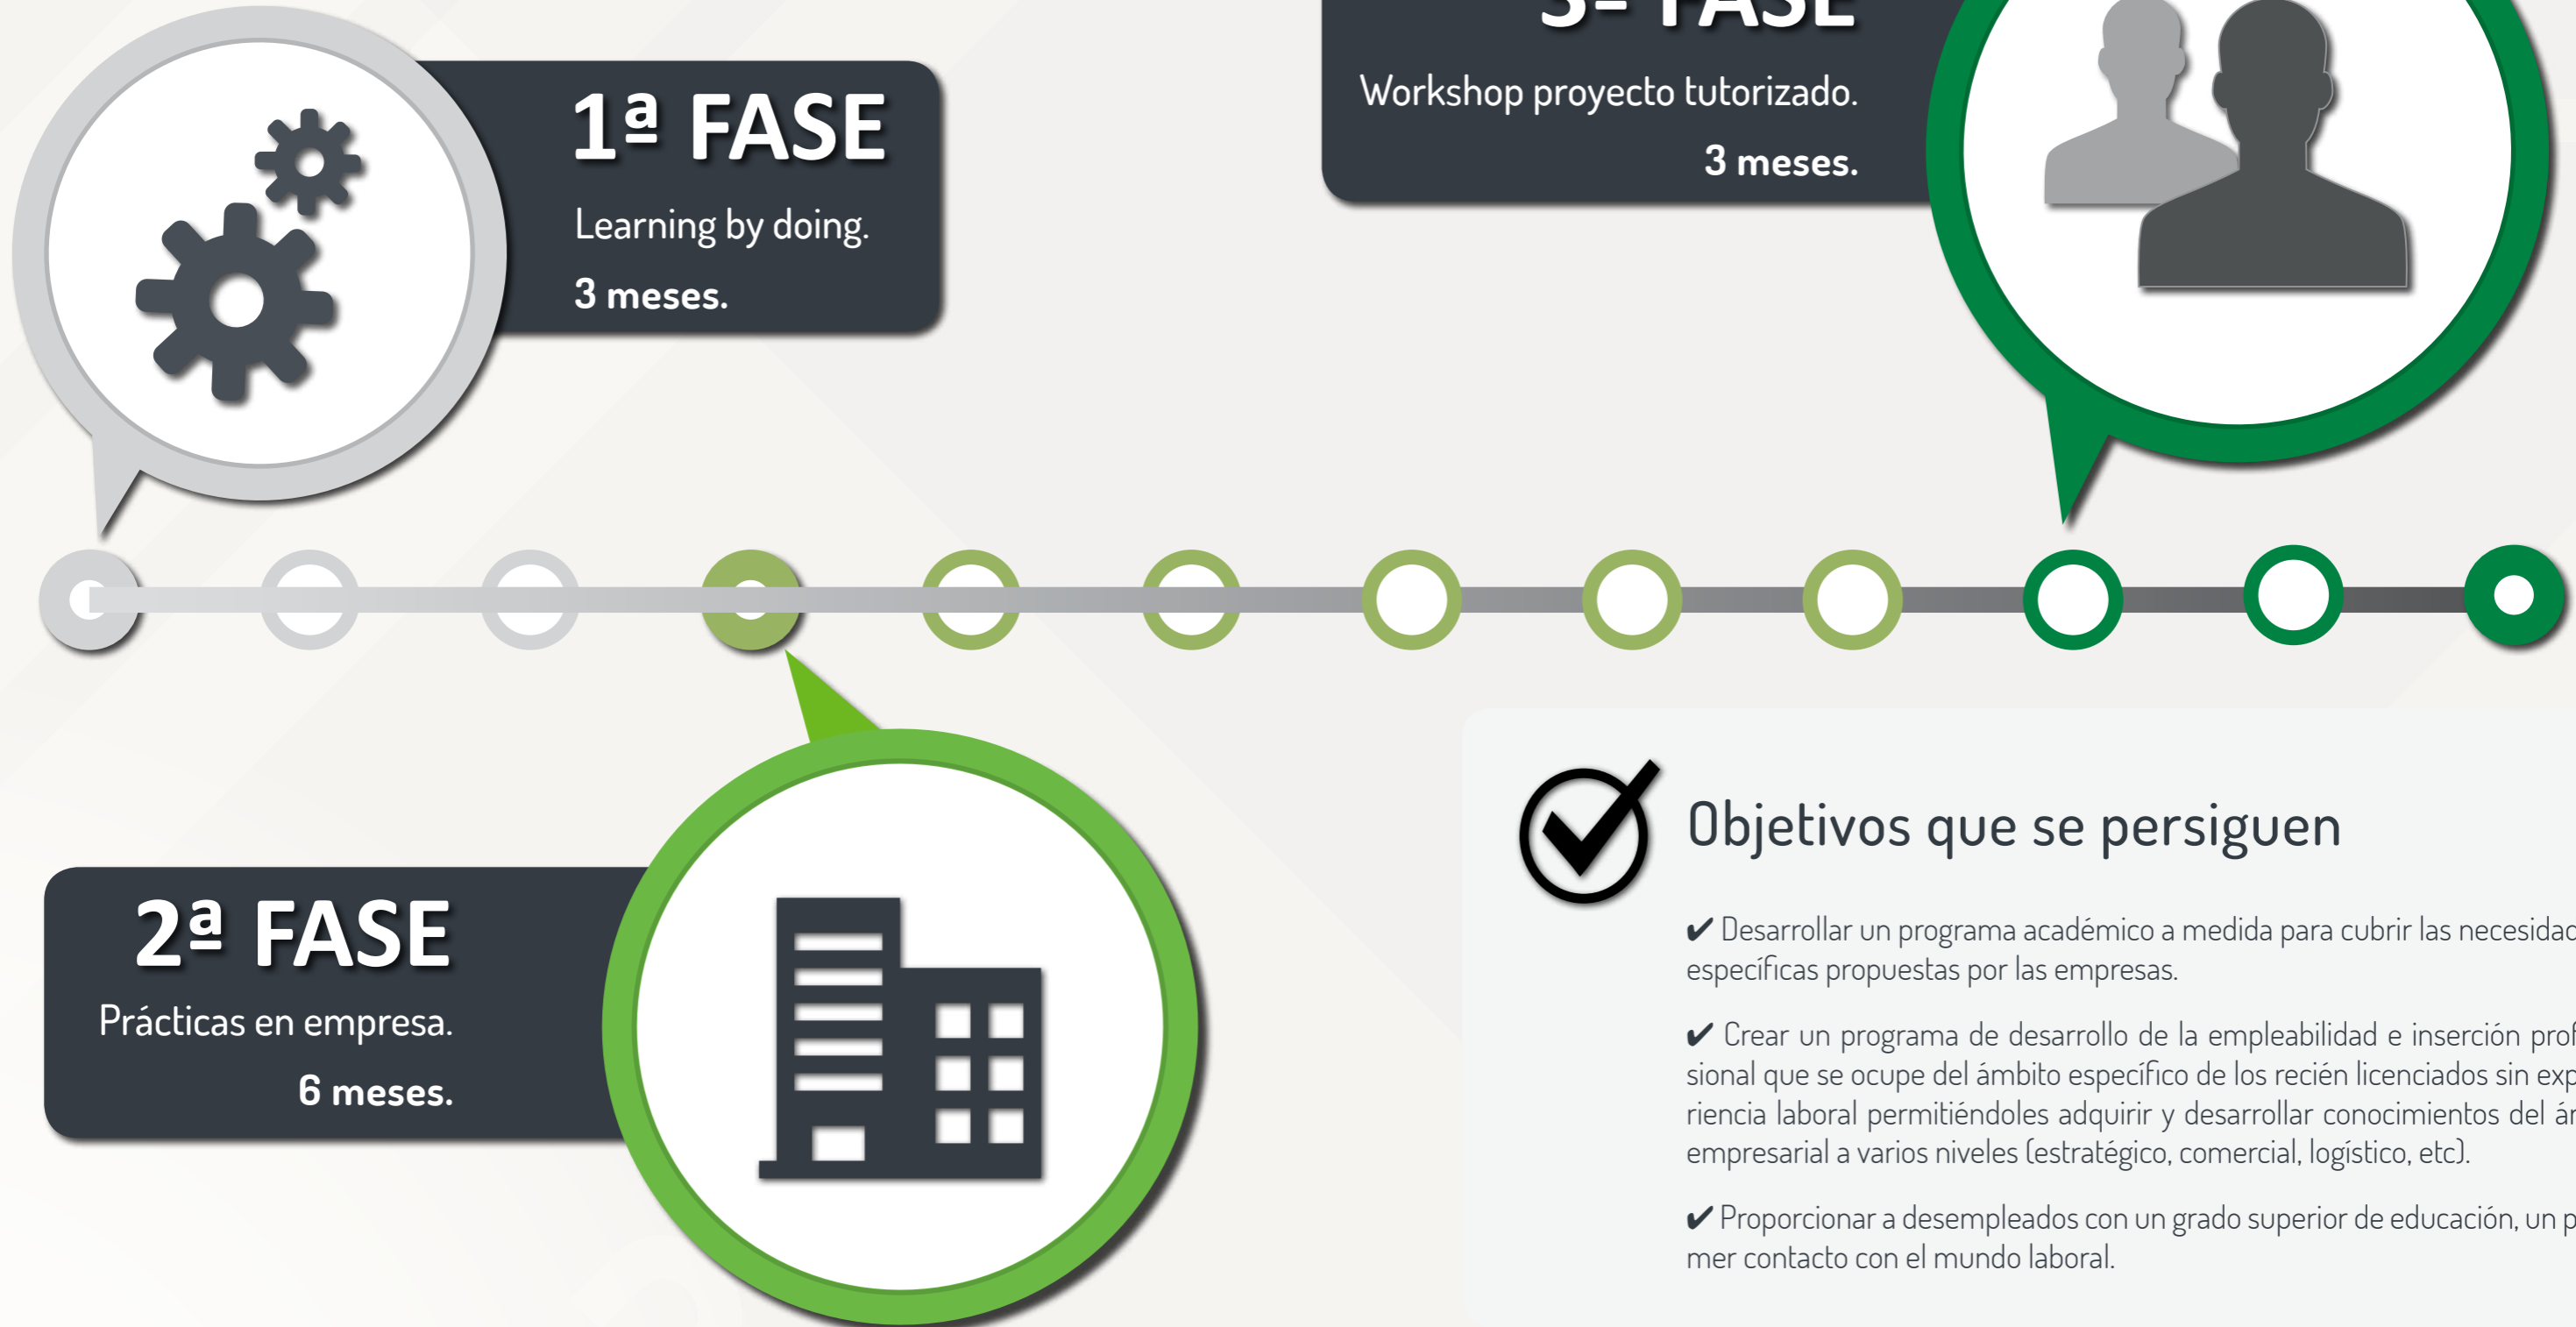 1ª FASE
Learning by doing.
3 meses.
3ª FASE
Workshop proyecto tutorizado.
3 meses.
2ª FASE
Prácticas en empresa.
6 meses.
Objetivos que se persiguen
✔ Desarrollar un programa académico a medida para cubrir las
específicas propuestas por las empresas.
✔ Crear un programa de desarrollo de la empleabilidad e inserción
sional que se ocupe del ámbito específico de los recién licenciados sin
riencia laboral permitiéndoles adquirir y desarrollar conocimientos del
empresarial a varios niveles (estratégico, comercial, logístico, etc).
✔ Proporcionar a desempleados con un grado superior de educación, un
mer contacto con el mundo laboral.